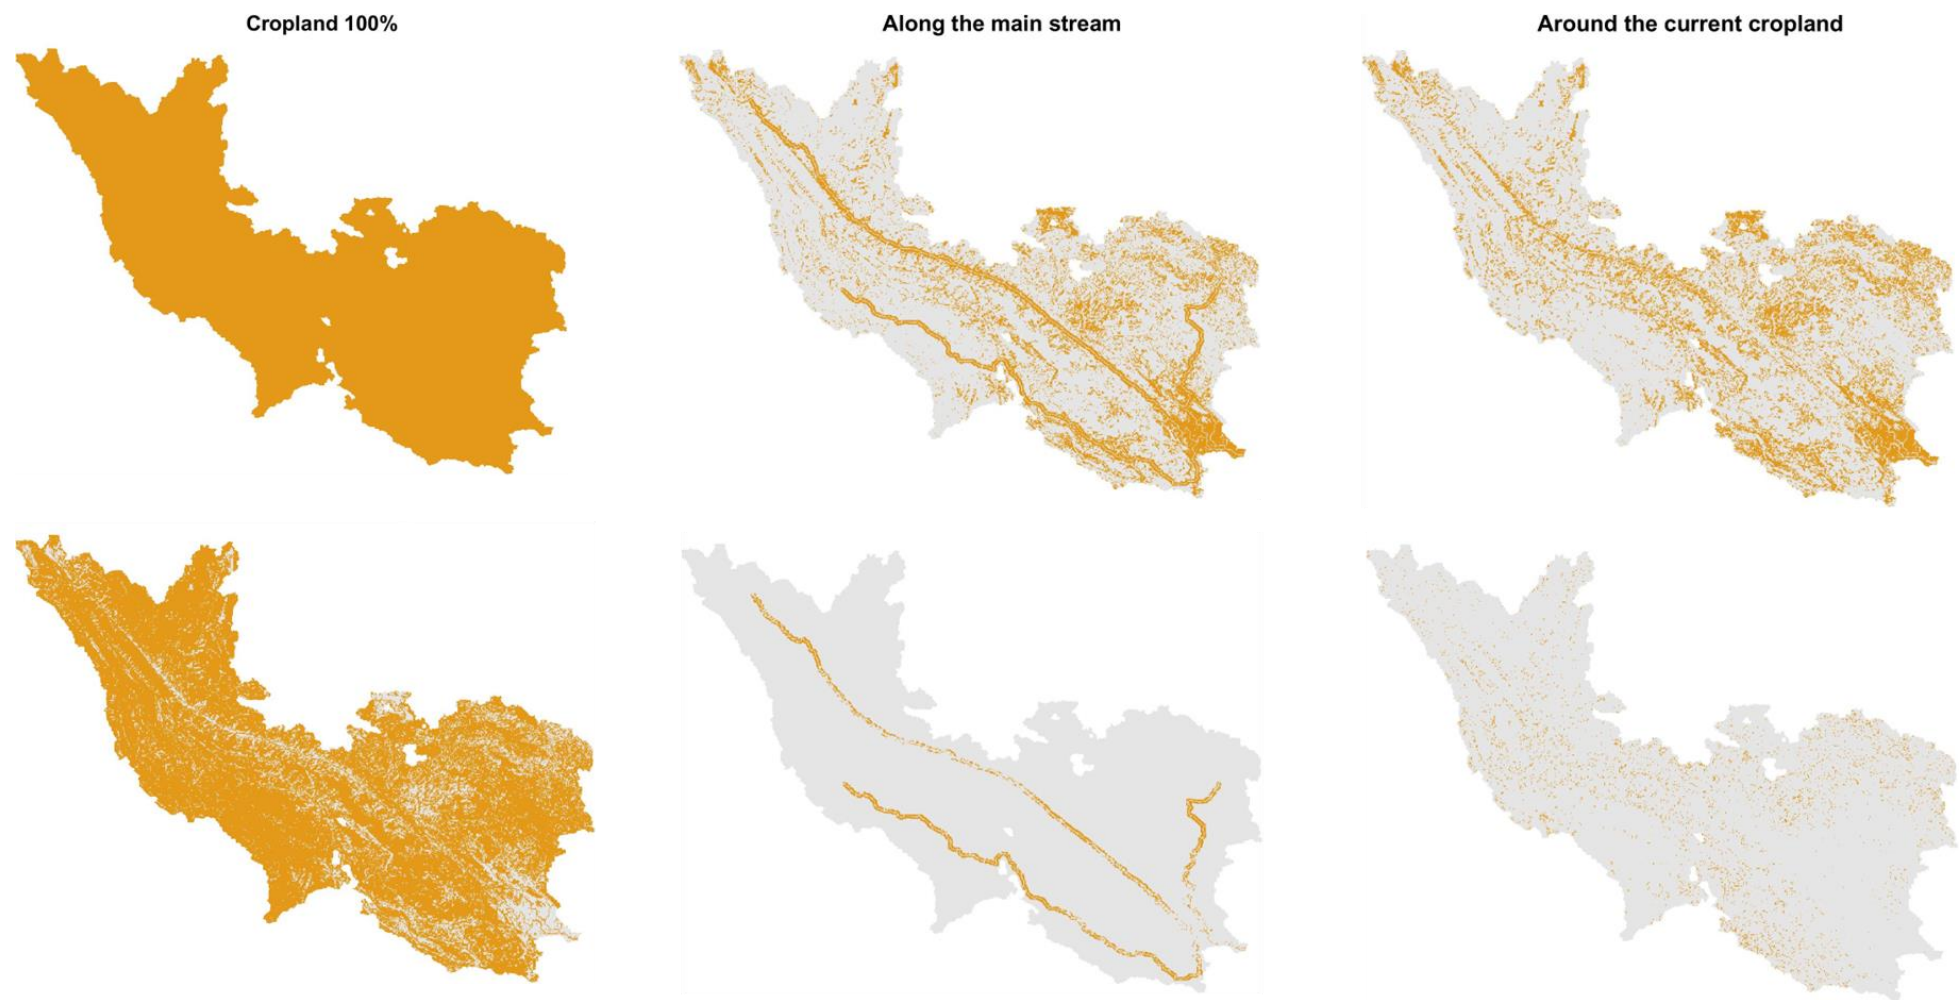 Cropland 100%
Along the main stream
Around the current cropland